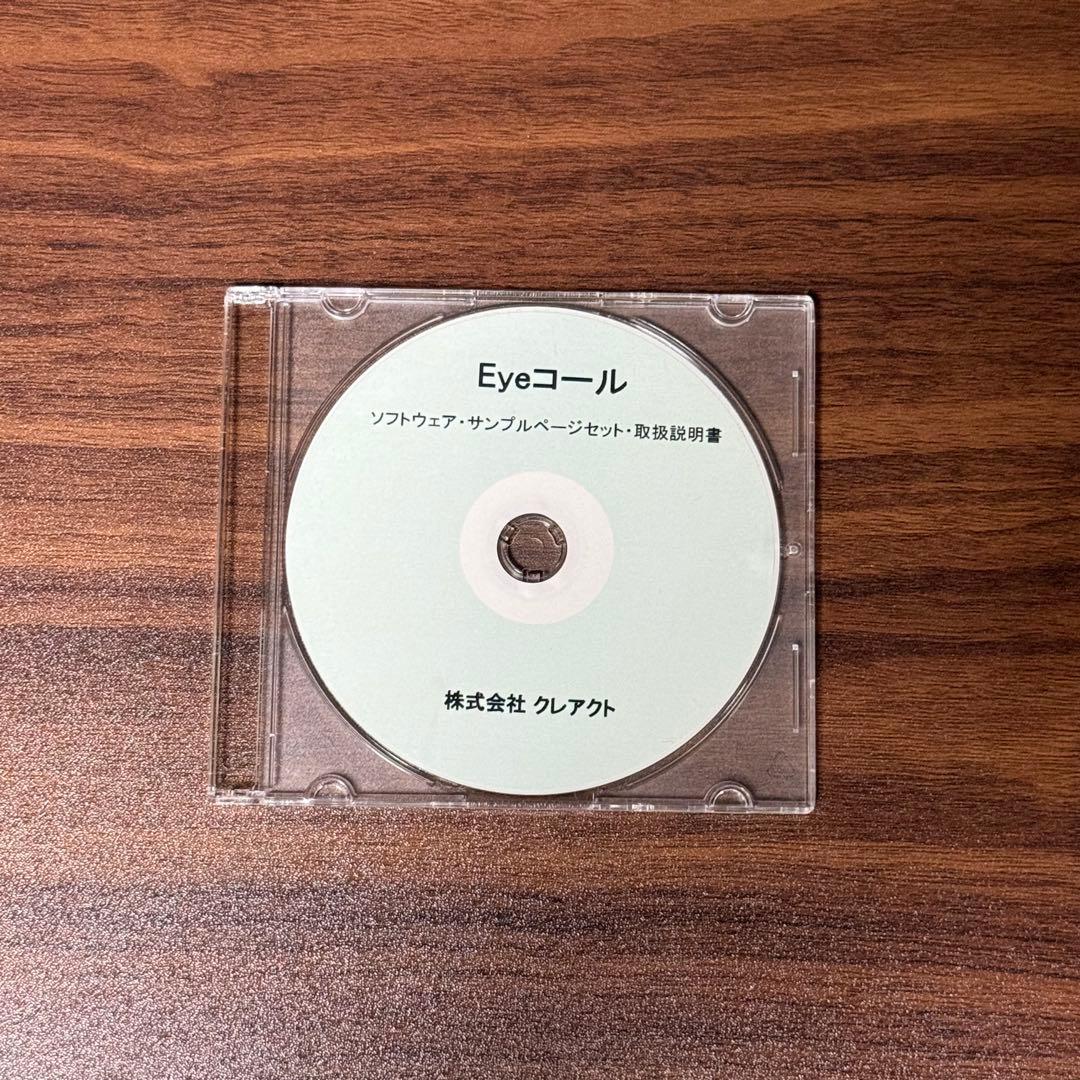 Eyeコール
ソフトウェア・サンプルページセット・取扱説明書
株式会社 クレアクト